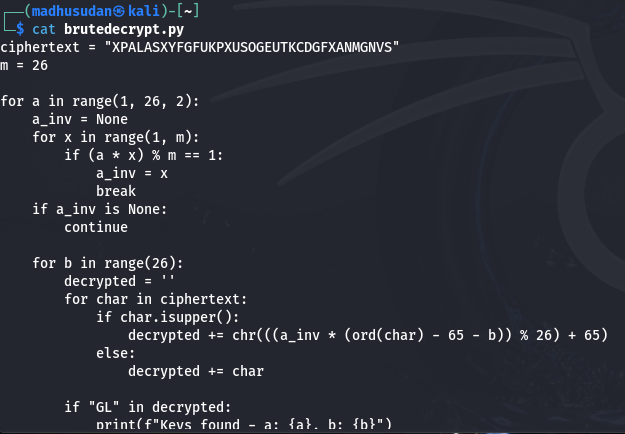 ┌──(madhusudan㉿kali)-[~]
└─$ cat brutedecrypt.py
ciphertext = "XPALASXYFGFUKPXUSOGEUTKCDGFXANMGNVS"
m = 26

for a in range(1, 26, 2):
    a_inv = None
    for x in range(1, m):
        if (a * x) % m == 1:
            a_inv = x
            break
    if a_inv is None:
        continue

    for b in range(26):
        decrypted = ''
        for char in ciphertext:
            if char.isupper():
                decrypted += chr(((a_inv * (ord(char) - 65 - b)) % 26) + 65)
            else:
                decrypted += char

        if "GL" in decrypted:
            print(f"Keys found - a: {a}, b: {b}")